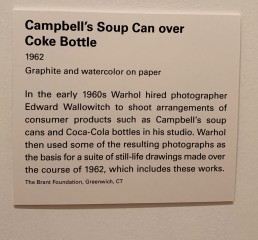 Campbell's Soup Can over
Coke Bottle
1962
Graphite and watercolor on paper
In the early 1960s Warhol hired photographer
Edward Wallowitch to shoot arrangements of
consumer products such as Campbell's soup
cans and Coca-Cola bottles in his studio. Warhol
then used some of the resulting photographs as
the basis for a suite of still-life drawings made over
the course of 1962, which includes these works.
The Brant Foundation, Greenwich, CT